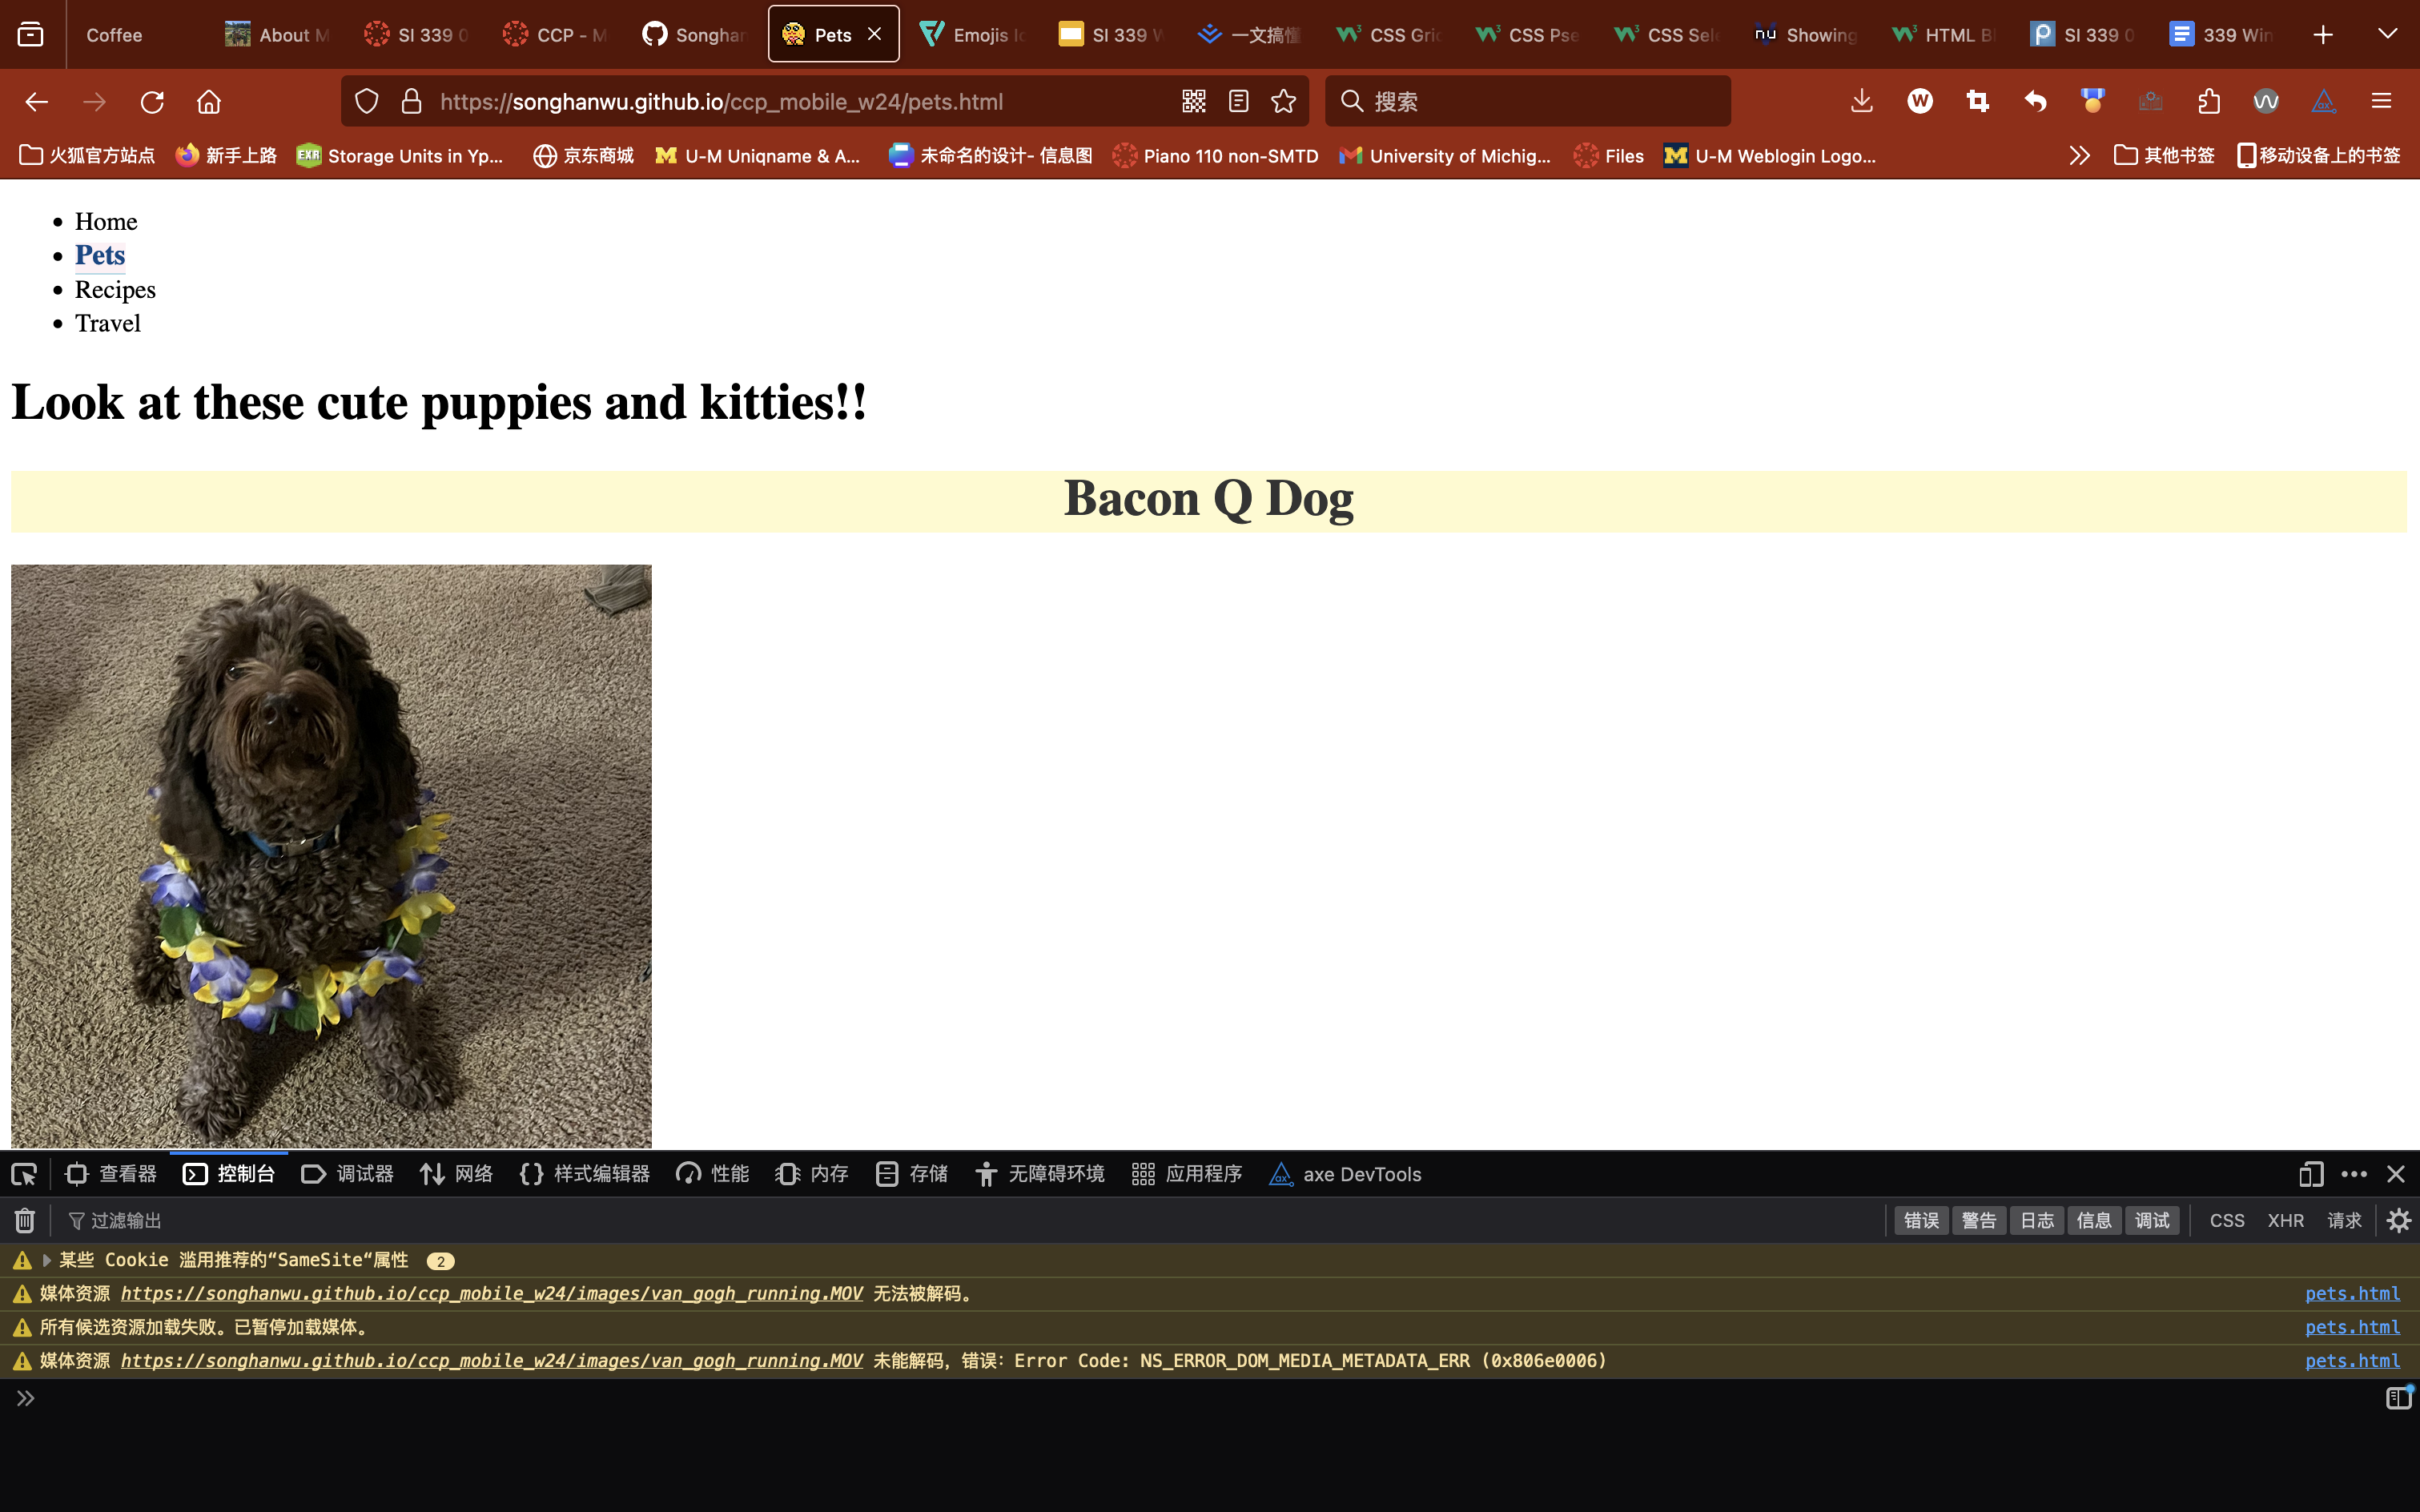 Coffee
About M
SI 339 0
CCP - M
Songhan
Pets
Emojis Ic
SI 339 W
一文搞懂
CSS Gric
CSS Pse
CSS Sele
nu Showing
HTML Bl
SI 339 0
339 Win
https://songhanwu.github.io/ccp_mobile_w24/pets.html
搜索
火狐官方站点
新手上路
EXR Storage Units in Yp...
京东商城
U-M Uniqname & A...
未命名的设计- 信息图
Piano 110 non-SMTD
University of Michig...
Files
U-M Weblogin Logo...
其他书签
移动设备上的书签
Home
Pets
Recipes
Travel
Look at these cute puppies and kitties!!
Bacon Q Dog
查看器
控制台
调试器
网络
样式编辑器
性能
内存
存储
无障碍环境
应用程序
axe DevTools
过滤输出
错误
警告
日志
信息
调试
CSS
XHR
请求
某些 Cookie 滥用推荐的“SameSite“属性 2
媒体资源 https://songhanwu.github.io/ccp_mobile_w24/images/van_gogh_running.MOV 无法被解码。 pets.html
所有候选资源加载失败。已暂停加载媒体。 pets.html
媒体资源 https://songhanwu.github.io/ccp_mobile_w24/images/van_gogh_running.MOV 未能解码，错误：Error Code: NS_ERROR_DOM_MEDIA_METADATA_ERR (0x806e0006) pets.html